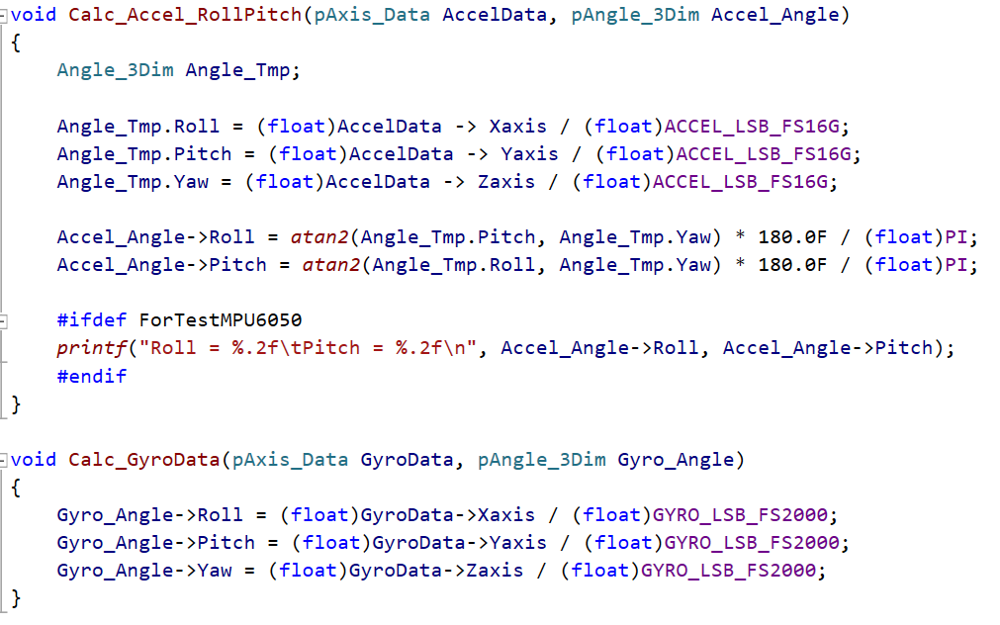 void Calc_Accel_RollPitch(pAxis_Data AccelData, pAngle_3Dim Accel_Angle)
{
    Angle_3Dim Angle_Tmp;

    Angle_Tmp.Roll = (float)AccelData -> Xaxis / (float)ACCEL_LSB_FS16G;
    Angle_Tmp.Pitch = (float)AccelData -> Yaxis / (float)ACCEL_LSB_FS16G;
    Angle_Tmp.Yaw = (float)AccelData -> Zaxis / (float)ACCEL_LSB_FS16G;

    Accel_Angle->Roll = atan2(Angle_Tmp.Pitch, Angle_Tmp.Yaw) * 180.0F / (float)PI;
    Accel_Angle->Pitch = atan2(Angle_Tmp.Roll, Angle_Tmp.Yaw) * 180.0F / (float)PI;

    #ifdef ForTestMPU6050
    printf("Roll = %.2f\tPitch = %.2f\n", Accel_Angle->Roll, Accel_Angle->Pitch);
    #endif
}

void Calc_GyroData(pAxis_Data GyroData, pAngle_3Dim Gyro_Angle)
{
    Gyro_Angle->Roll = (float)GyroData->Xaxis / (float)GYRO_LSB_FS2000;
    Gyro_Angle->Pitch = (float)GyroData->Yaxis / (float)GYRO_LSB_FS2000;
    Gyro_Angle->Yaw = (float)GyroData->Zaxis / (float)GYRO_LSB_FS2000;
}